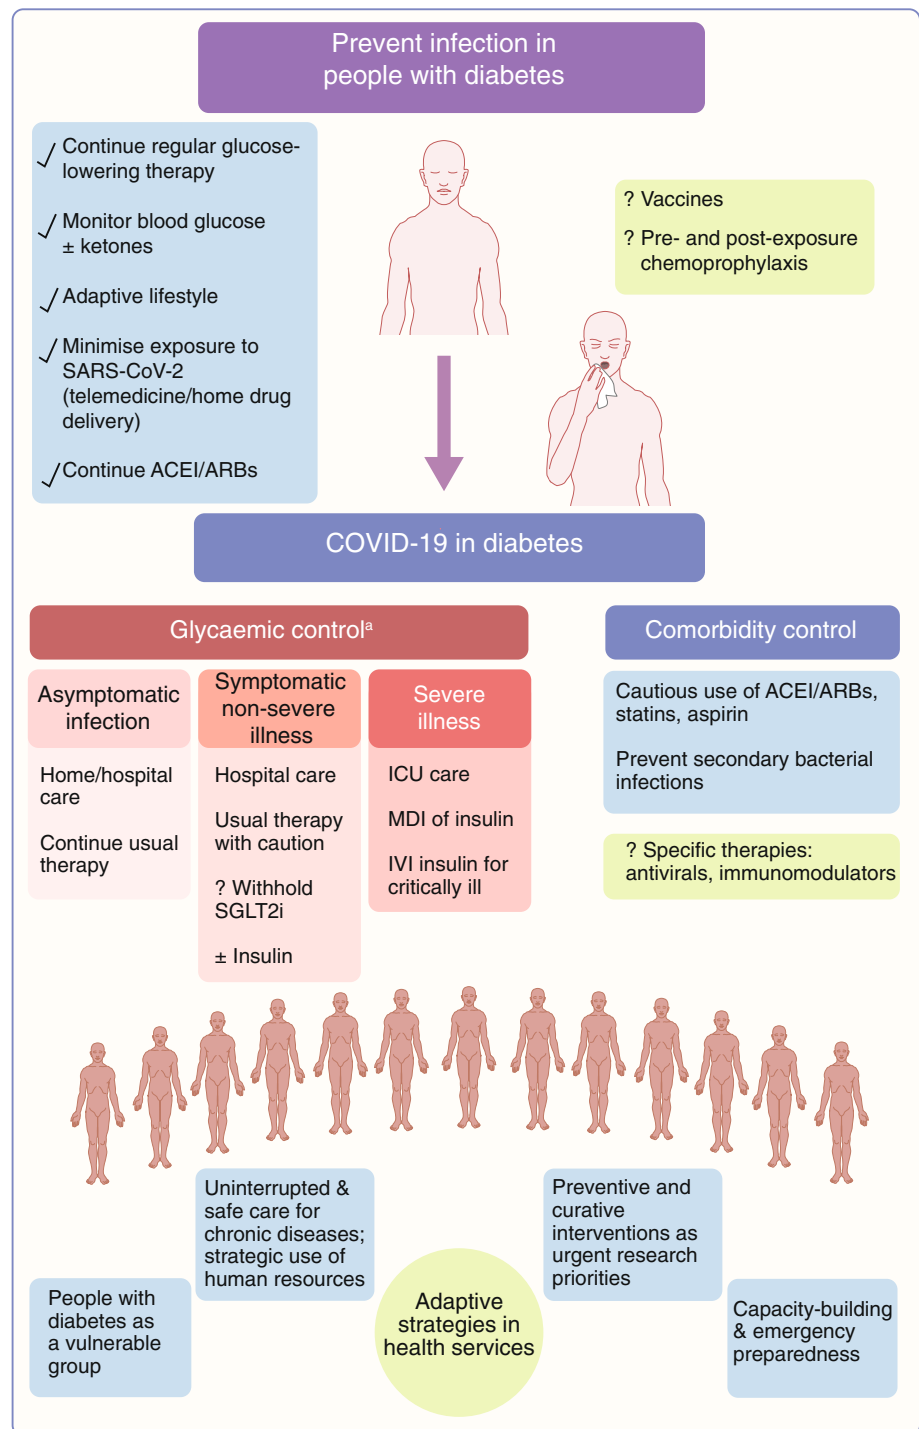 Prevent infection in
people with diabetes
✓ Continue regular glucose-
lowering therapy
✓ Monitor blood glucose
± ketones
✓ Adaptive lifestyle
✓ Minimise exposure to
SARS-CoV-2
(telemedicine/home drug
delivery)
✓ Continue ACEI/ARBs
? Vaccines
? Pre- and post-exposure
chemoprophylaxis
COVID-19 in diabetes
Glycaemic controlᵃ
Asymptomatic
infection
Home/hospital
care
Continue usual
therapy
Symptomatic
non-severe
illness
Hospital care
Usual therapy
with caution
? Withhold
SGLT2i
± Insulin
Severe
illness
ICU care
MDI of insulin
IVI insulin for
critically ill
Comorbidity control
Cautious use of ACEI/ARBs,
statins, aspirin
Prevent secondary bacterial
infections
? Specific therapies:
antivirals, immunomodulators
People with
diabetes as
a vulnerable
group
Uninterrupted &
safe care for
chronic diseases;
strategic use of
human resources
Adaptive
strategies in
health services
Preventive and
curative
interventions as
urgent research
priorities
Capacity-building
& emergency
preparedness